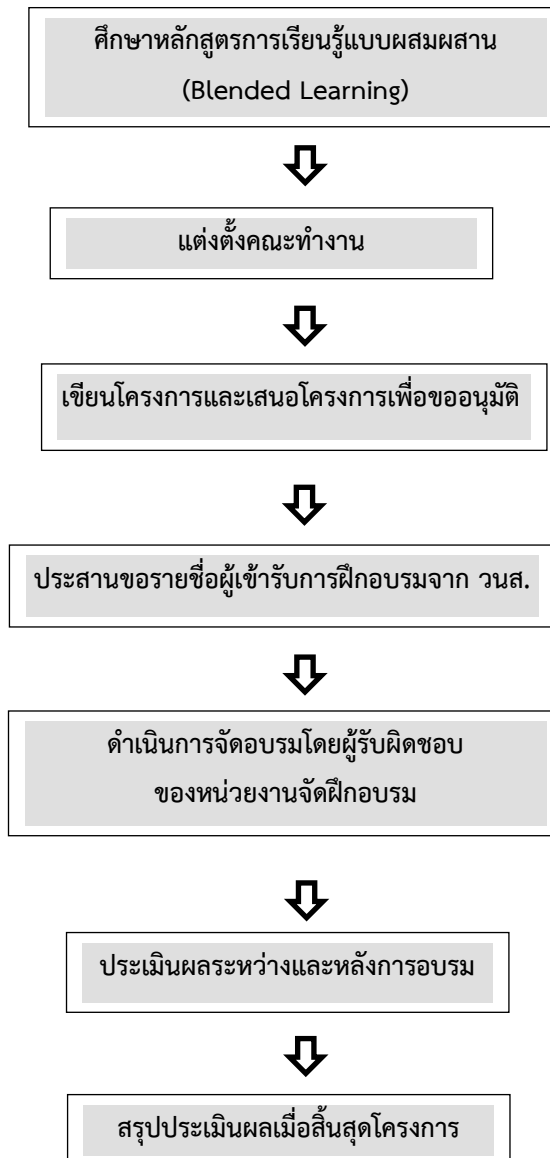 ศึกษาหลักสูตรการเรียนรู้แบบผสมผสาน
(Blended Learning)
แต่งตั้งคณะทำงาน
เขียนโครงการและเสนอโครงการเพื่อขออนุมัติ
ประสานขอรายชื่อผู้เข้ารับการฝึกอบรมจาก วนส.
ดำเนินการจัดอบรมโดยผู้รับผิดชอบ
ของหน่วยงานจัดฝึกอบรม
ประเมินผลระหว่างและหลังการอบรม
สรุปประเมินผลเมื่อสิ้นสุดโครงการ